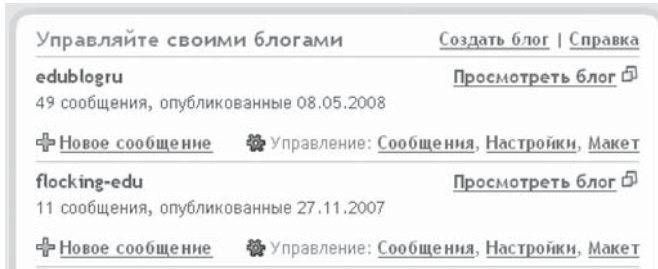 Управляйте своими блогами Создать блог | Справка
edublogru Просмотреть блог
49 сообщения, опубликованные 08.05.2008
Новое сообщение Управление: Сообщения, Настройки, Макет
flocking-edu Просмотреть блог
11 сообщения, опубликованные 27.11.2007
Новое сообщение Управление: Сообщения, Настройки, Макет